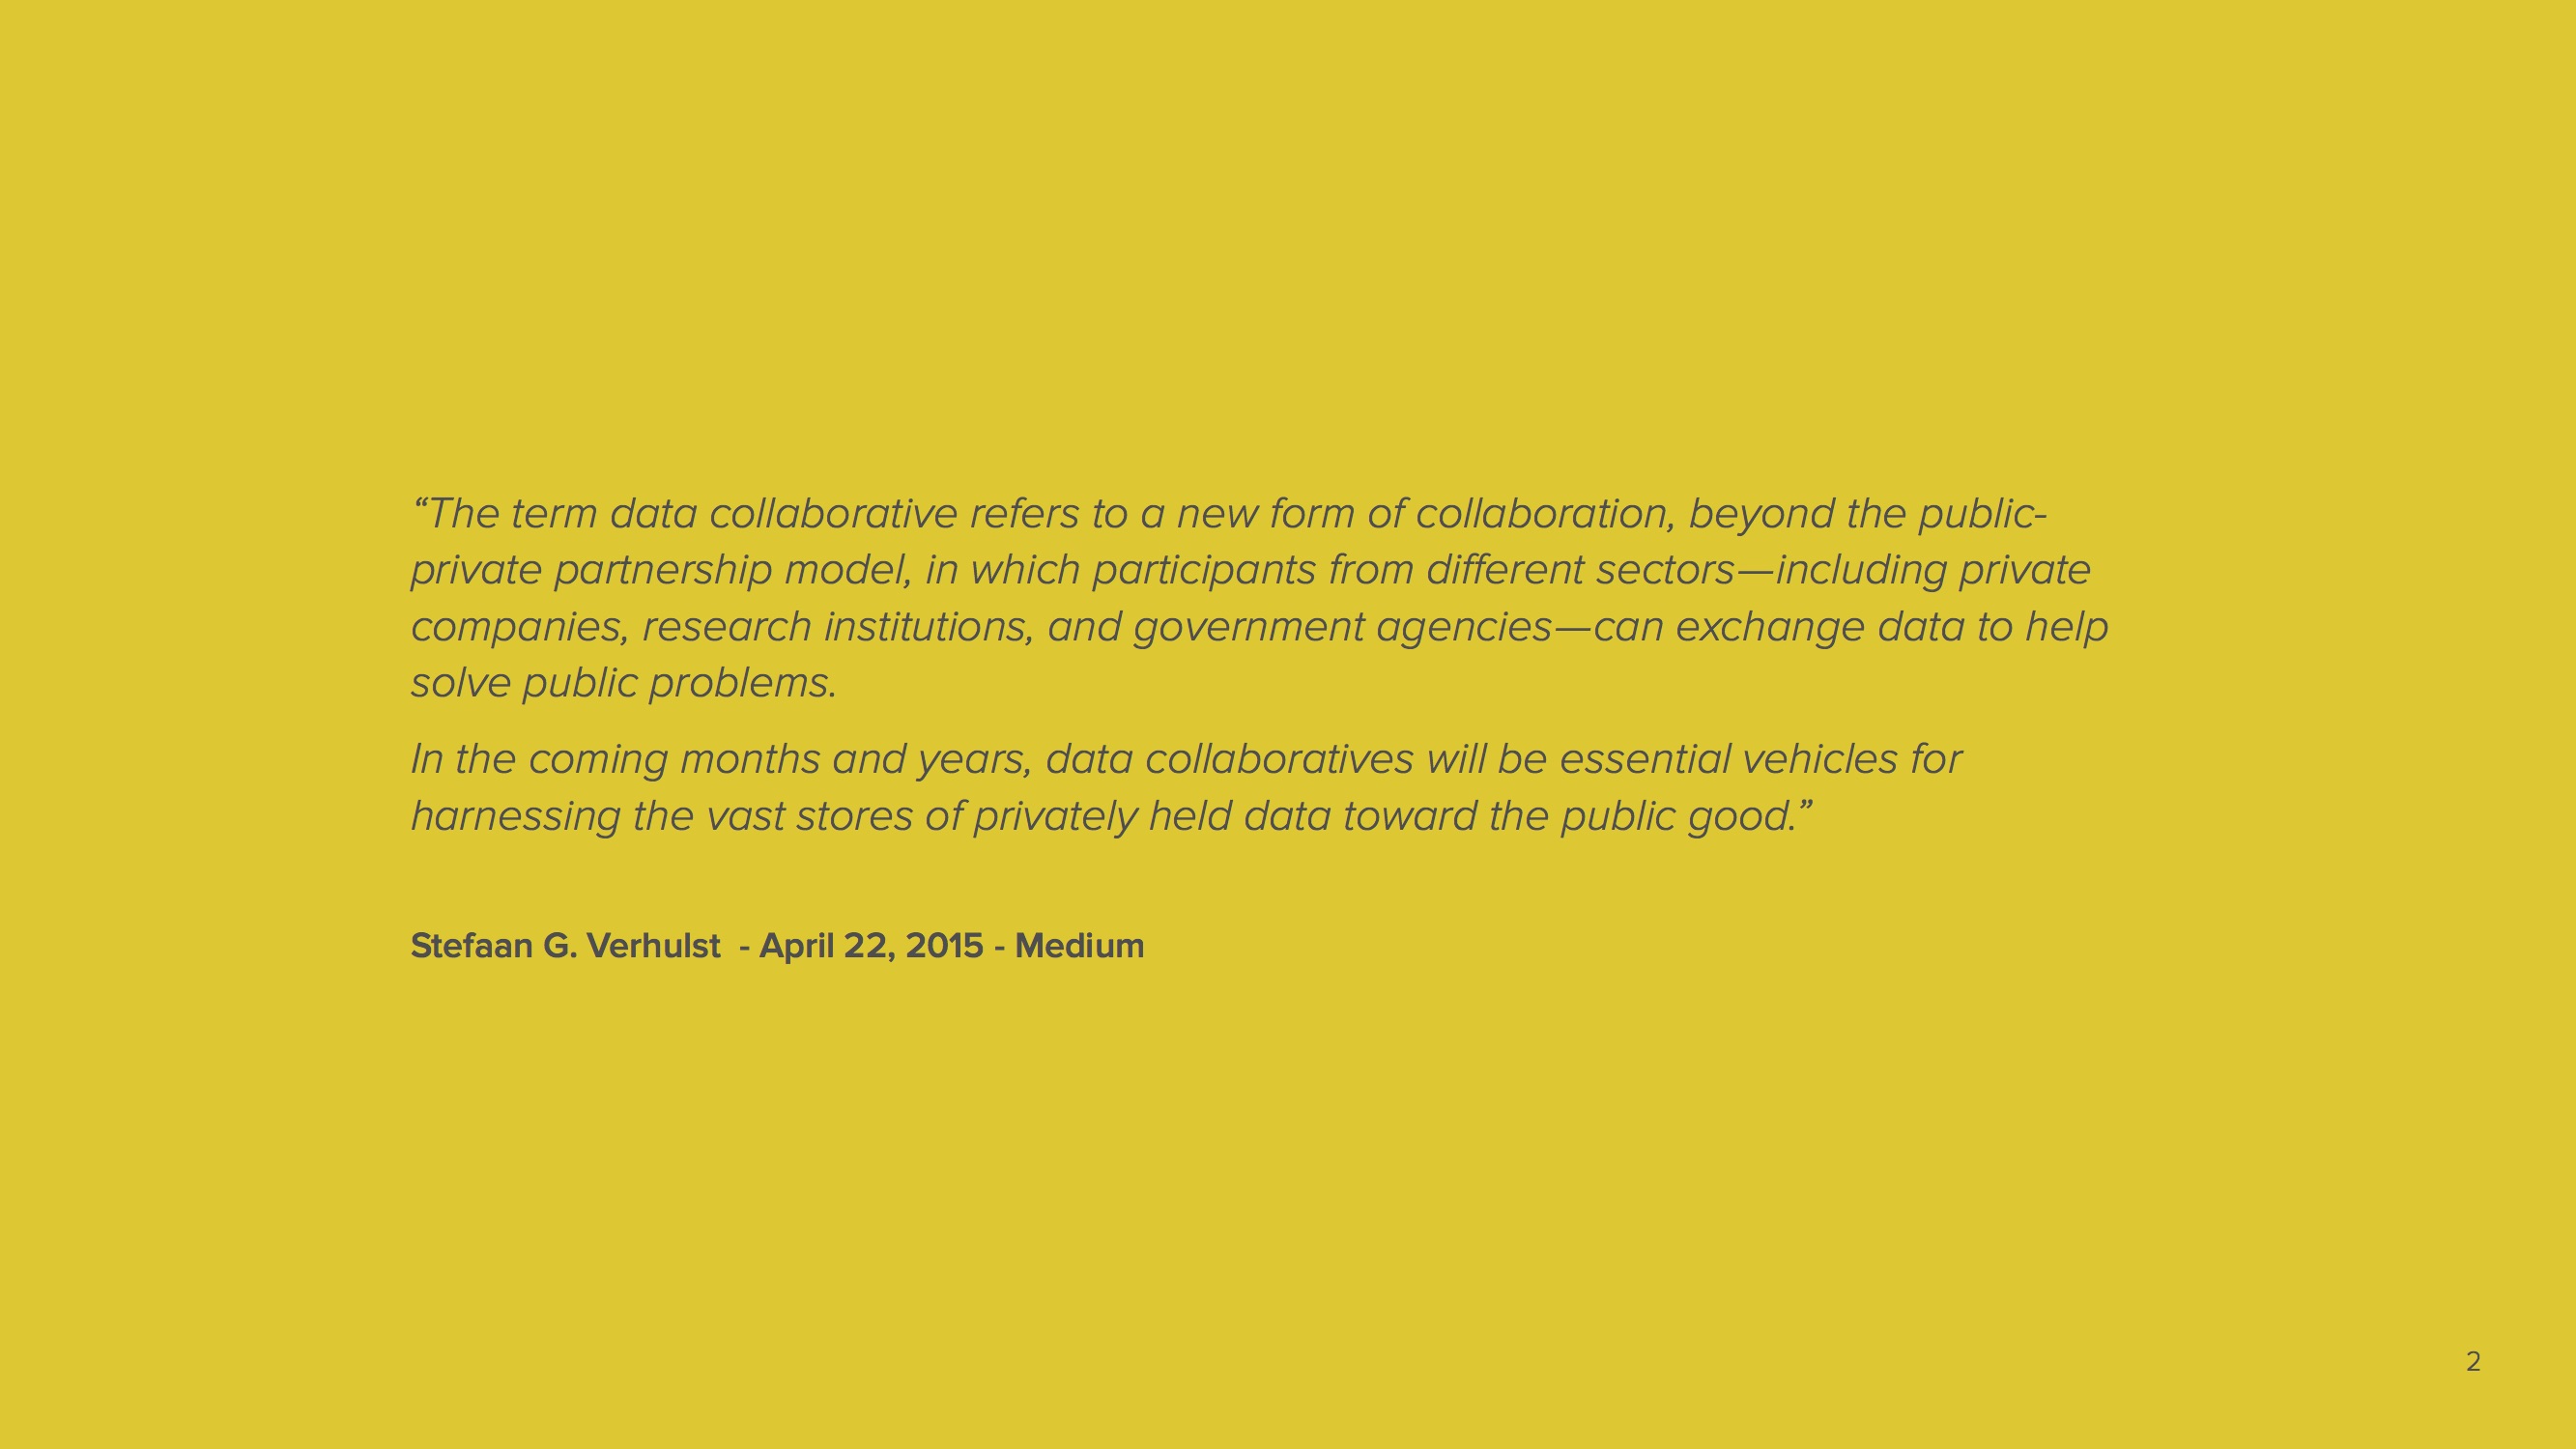 “The term data collaborative refers to a new form of collaboration, beyond the public-
private partnership model, in which participants from different sectors—including private
companies, research institutions, and government agencies—can exchange data to help
solve public problems.
In the coming months and years, data collaboratives will be essential vehicles for
harnessing the vast stores of privately held data toward the public good.”
Stefaan G. Verhulst  - April 22, 2015 - Medium
2